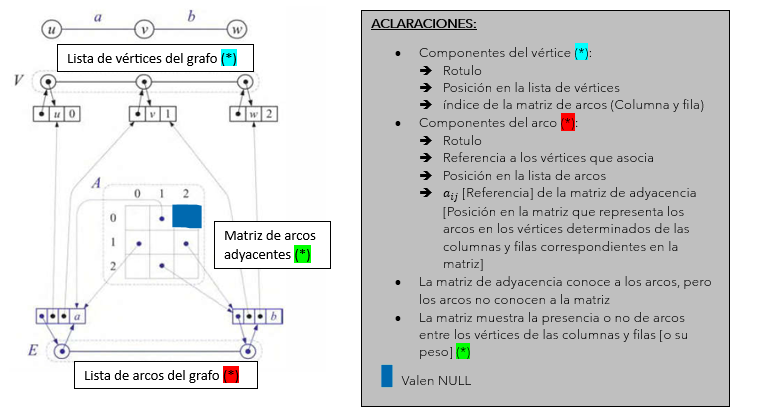 a b
u v w
Lista de vértices del grafo (*)
V
u 0 v 1 w 2
A
0 1 2
0
1
2
Matriz de arcos
adyacentes (*)
a b
E
Lista de arcos del grafo (*)
ACLARACIONES:
• Componentes del vértice (*):
➔ Rotulo
➔ Posición en la lista de vértices
➔ índice de la matriz de arcos (Columna y fila)
• Componentes del arco (*):
➔ Rotulo
➔ Referencia a los vértices que asocia
➔ Posición en la lista de arcos
➔ aᵢⱼ [Referencia] de la matriz de adyacencia
[Posición en la matriz que representa los
arcos en los vértices determinados de las
columnas y filas correspondientes en la
matriz]
• La matriz de adyacencia conoce a los arcos, pero
los arcos no conocen a la matriz
• La matriz muestra la presencia o no de arcos
entre los vértices de las columnas y filas [o su
peso] (*)
Valen NULL